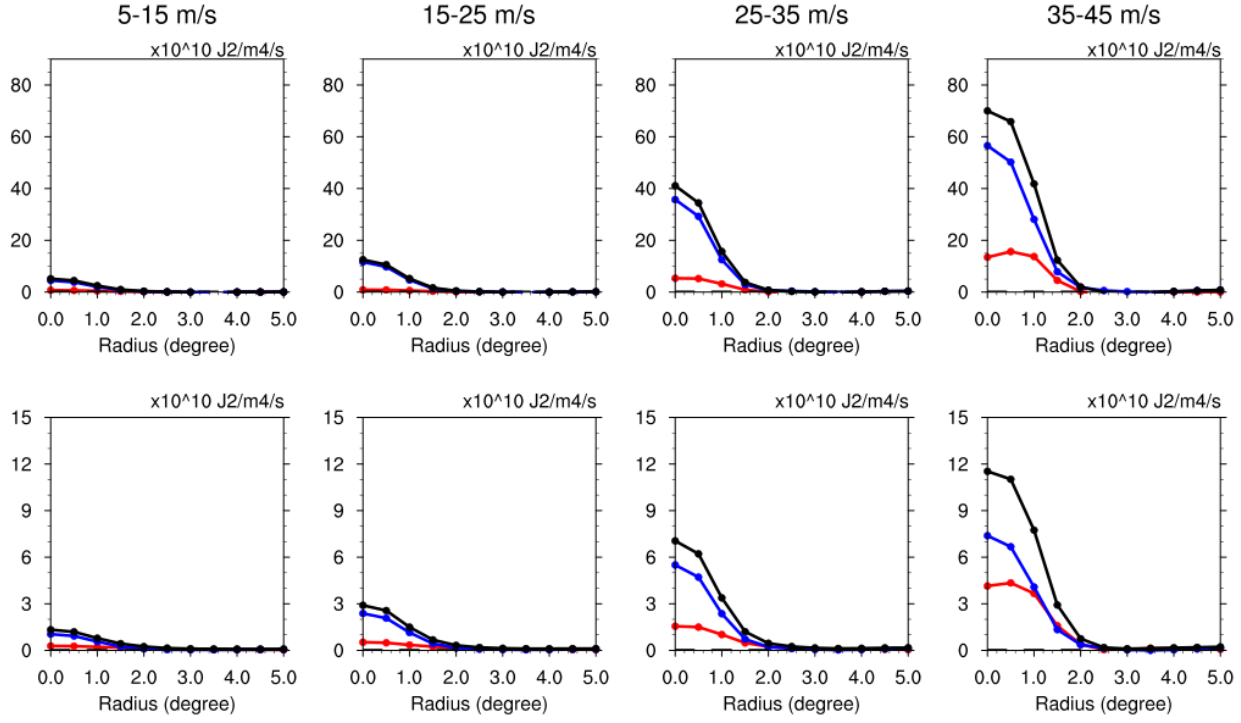 5-15 m/s 15-25 m/s 25-35 m/s 35-45 m/s
x10^10 J2/m4/s x10^10 J2/m4/s x10^10 J2/m4/s x10^10 J2/m4/s
80 80 80 80
60 60 60 60
40 40 40 40
20 20 20 20
0 0 0 0
0.0 1.0 2.0 3.0 4.0 5.0 0.0 1.0 2.0 3.0 4.0 5.0 0.0 1.0 2.0 3.0 4.0 5.0 0.0 1.0 2.0 3.0 4.0 5.0
Radius (degree) Radius (degree) Radius (degree) Radius (degree)
x10^10 J2/m4/s x10^10 J2/m4/s x10^10 J2/m4/s x10^10 J2/m4/s
15 15 15 15
12 12 12 12
9 9 9 9
6 6 6 6
3 3 3 3
0 0 0 0
0.0 1.0 2.0 3.0 4.0 5.0 0.0 1.0 2.0 3.0 4.0 5.0 0.0 1.0 2.0 3.0 4.0 5.0 0.0 1.0 2.0 3.0 4.0 5.0
Radius (degree) Radius (degree) Radius (degree) Radius (degree)